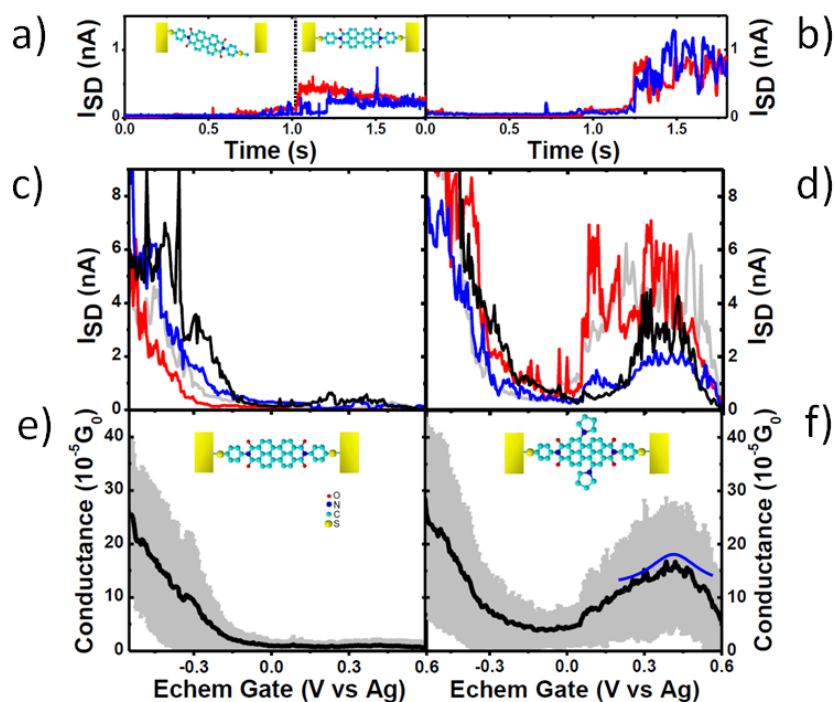 a)
b)
I_SD (nA)
1
0
0.0 0.5 1.0 1.5 0.0 0.5 1.0 1.5
1
0
I_SD (nA)
Time (s)
Time (s)
c)
d)
I_SD (nA)
8
6
4
2
0
8
6
4
2
0
I_SD (nA)
e)
f)
Conductance (10⁻⁵G₀)
40
30
20
10
0
O
N
C
S
40
30
20
10
0
Conductance (10⁻⁵G₀)
-0.3 0.0 0.3 0.6 -0.3 0.0 0.3 0.6
Echem Gate (V vs Ag)
Echem Gate (V vs Ag)